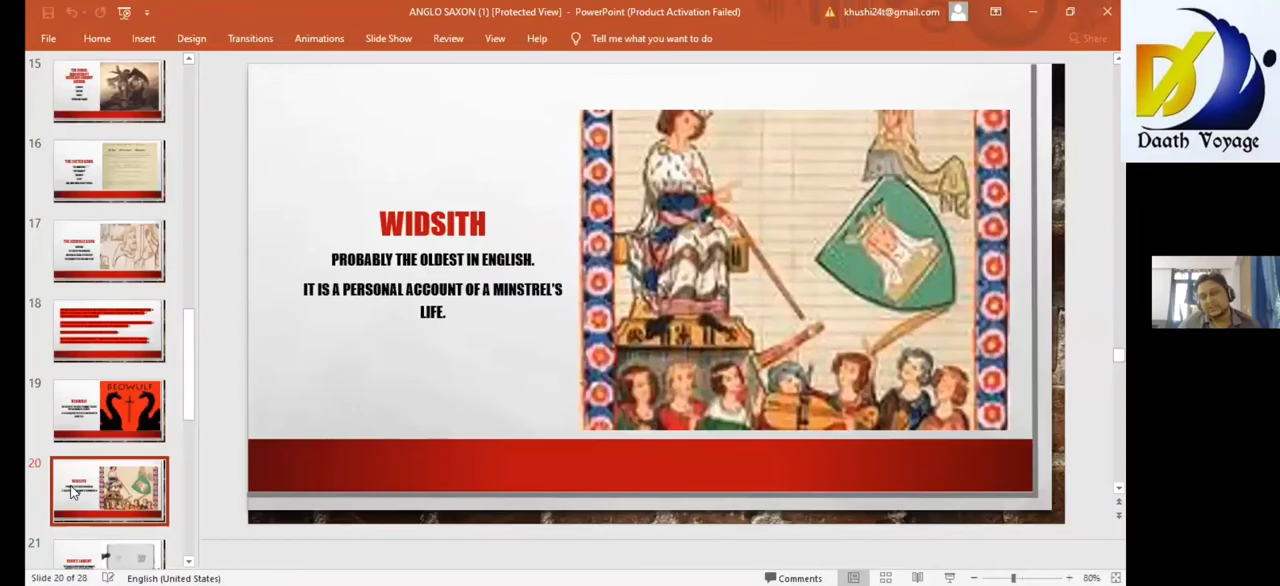 ANGLO SAXON (1) [Protected View] - PowerPoint (Product Activation Failed)
khushi24t@gmail.com
File Home Insert Design Transitions Animations Slide Show Review View Help Tell me what you want to do Share
15
16
17
18
19
BEOWULF
20
21
WIDSITH
PROBABLY THE OLDEST IN ENGLISH.
IT IS A PERSONAL ACCOUNT OF A MINSTREL'S
LIFE.
Daath Voyage
Slide 20 of 28 English (United States) Comments 80%